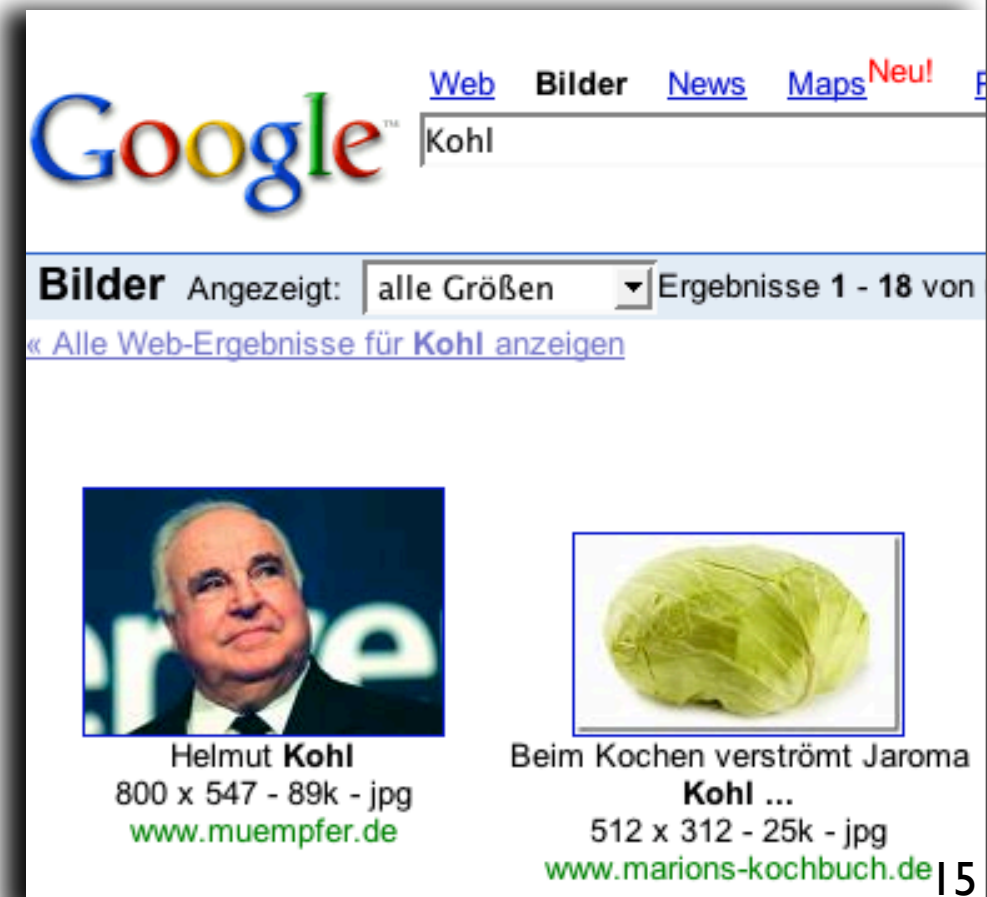 Web Bilder News Maps Neu!
Google™
Kohl
Bilder Angezeigt: alle Größen Ergebnisse 1 - 18 von
« Alle Web-Ergebnisse für Kohl anzeigen
Helmut Kohl
800 x 547 - 89k - jpg
www.muempfer.de
Beim Kochen verströmt Jaroma
Kohl ...
512 x 312 - 25k - jpg
www.marions-kochbuch.de
15